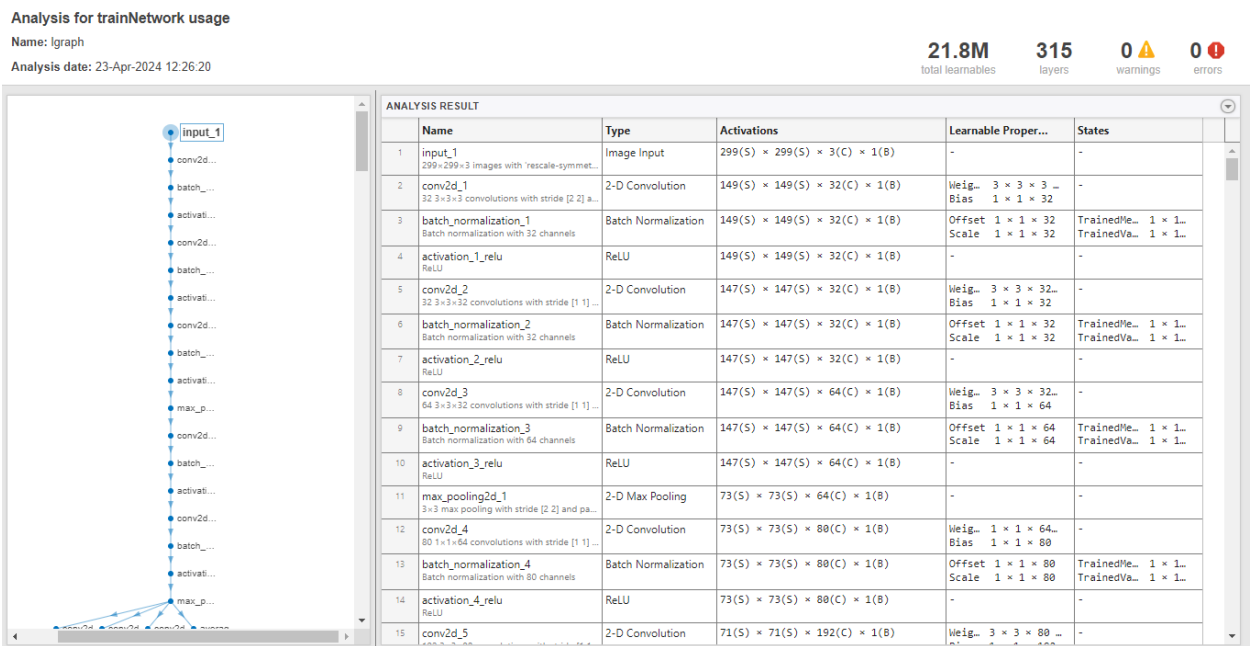 Analysis for trainNetwork usage
Name: lgraph
Analysis date: 23-Apr-2024 12:26:20
21.8M
total learnables
315
layers
0
warnings
0
errors
input_1
conv2d...
batch_...
activati...
conv2d...
batch_...
activati...
conv2d...
batch_...
activati...
max_p...
conv2d...
batch_...
activati...
conv2d...
batch_...
activati...
max_p...
conv2d conv2d conv2d average
ANALYSIS RESULT
Name Type Activations Learnable Proper... States
1 input_1 Image Input 299(S) × 299(S) × 3(C) × 1(B) - -
299×299×3 images with 'rescale-symmet...
2 conv2d_1 2-D Convolution 149(S) × 149(S) × 32(C) × 1(B) Weig… 3 × 3 × 3 … -
32 3×3×3 convolutions with stride [2 2] a... Bias 1 × 1 × 32
3 batch_normalization_1 Batch Normalization 149(S) × 149(S) × 32(C) × 1(B) Offset 1 × 1 × 32 TrainedMe… 1 × 1…
Batch normalization with 32 channels Scale 1 × 1 × 32 TrainedVa… 1 × 1…
4 activation_1_relu ReLU 149(S) × 149(S) × 32(C) × 1(B) - -
ReLU
5 conv2d_2 2-D Convolution 147(S) × 147(S) × 32(C) × 1(B) Weig… 3 × 3 × 32… -
32 3×3×32 convolutions with stride [1 1] ... Bias 1 × 1 × 32
6 batch_normalization_2 Batch Normalization 147(S) × 147(S) × 32(C) × 1(B) Offset 1 × 1 × 32 TrainedMe… 1 × 1…
Batch normalization with 32 channels Scale 1 × 1 × 32 TrainedVa… 1 × 1…
7 activation_2_relu ReLU 147(S) × 147(S) × 32(C) × 1(B) - -
ReLU
8 conv2d_3 2-D Convolution 147(S) × 147(S) × 64(C) × 1(B) Weig… 3 × 3 × 32… -
64 3×3×32 convolutions with stride [1 1] ... Bias 1 × 1 × 64
9 batch_normalization_3 Batch Normalization 147(S) × 147(S) × 64(C) × 1(B) Offset 1 × 1 × 64 TrainedMe… 1 × 1…
Batch normalization with 64 channels Scale 1 × 1 × 64 TrainedVa… 1 × 1…
10 activation_3_relu ReLU 147(S) × 147(S) × 64(C) × 1(B) - -
ReLU
11 max_pooling2d_1 2-D Max Pooling 73(S) × 73(S) × 64(C) × 1(B) - -
3×3 max pooling with stride [2 2] and pa...
12 conv2d_4 2-D Convolution 73(S) × 73(S) × 80(C) × 1(B) Weig… 1 × 1 × 64… -
80 1×1×64 convolutions with stride [1 1] ... Bias 1 × 1 × 80
13 batch_normalization_4 Batch Normalization 73(S) × 73(S) × 80(C) × 1(B) Offset 1 × 1 × 80 TrainedMe… 1 × 1…
Batch normalization with 80 channels Scale 1 × 1 × 80 TrainedVa… 1 × 1…
14 activation_4_relu ReLU 73(S) × 73(S) × 80(C) × 1(B) - -
ReLU
15 conv2d_5 2-D Convolution 71(S) × 71(S) × 192(C) × 1(B) Weig… 3 × 3 × 80 … -